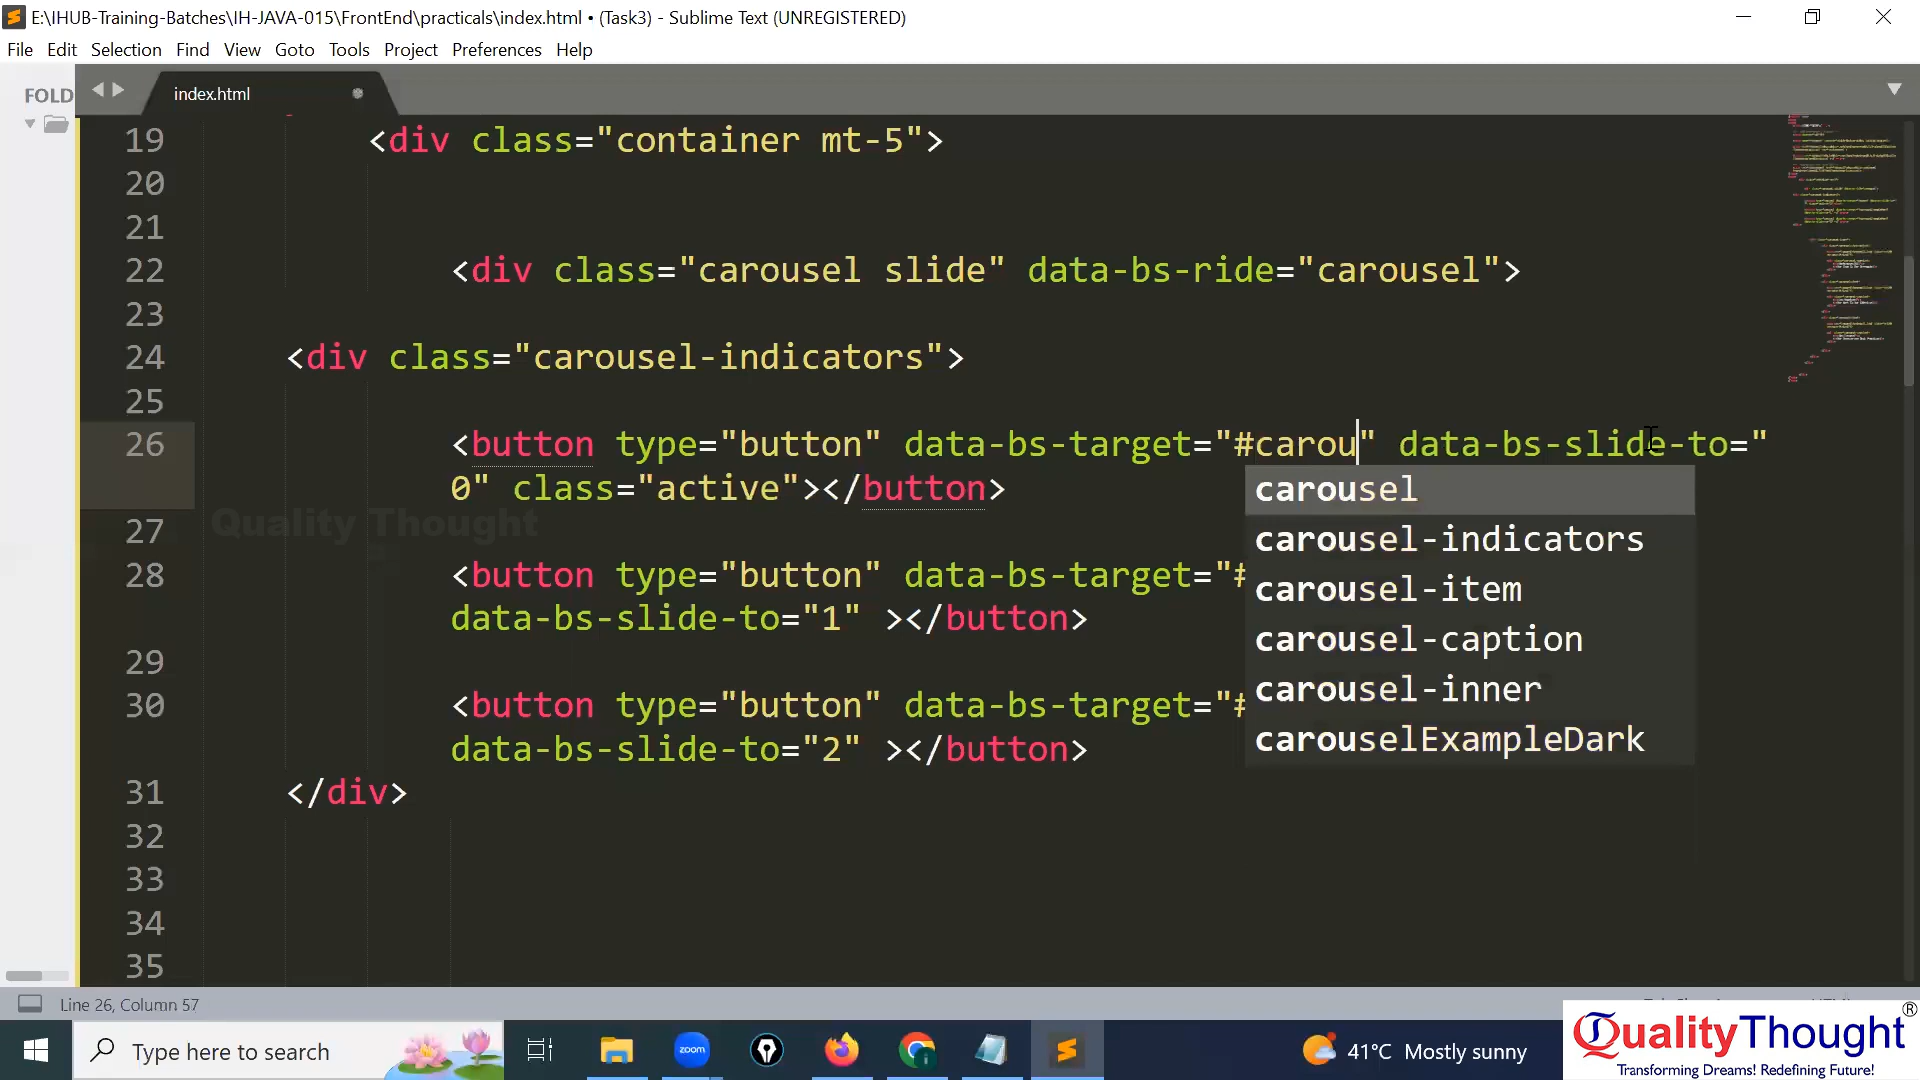 E:\IHUB-Training-Batches\IH-JAVA-015\FrontEnd\practicals\index.html • (Task3) - Sublime Text (UNREGISTERED)
File Edit Selection Find View Goto Tools Project Preferences Help
FOLD
index.html
19 <div class="container mt-5">
20
21
22 <div class="carousel slide" data-bs-ride="carousel">
23
24 <div class="carousel-indicators">
25
26 <button type="button" data-bs-target="#carou" data-bs-slide-to="
0" class="active"></button>
carousel
carousel-indicators
carousel-item
carousel-caption
carousel-inner
carouselExampleDark
27
Quality Thought
28 <button type="button" data-bs-target="#
data-bs-slide-to="1" ></button>
29
30 <button type="button" data-bs-target="#
data-bs-slide-to="2" ></button>
31 </div>
32
33
34
35
Line 26, Column 57
Type here to search
zoom
41°C Mostly sunny
QualityThought®
Transforming Dreams! Redefining Future!